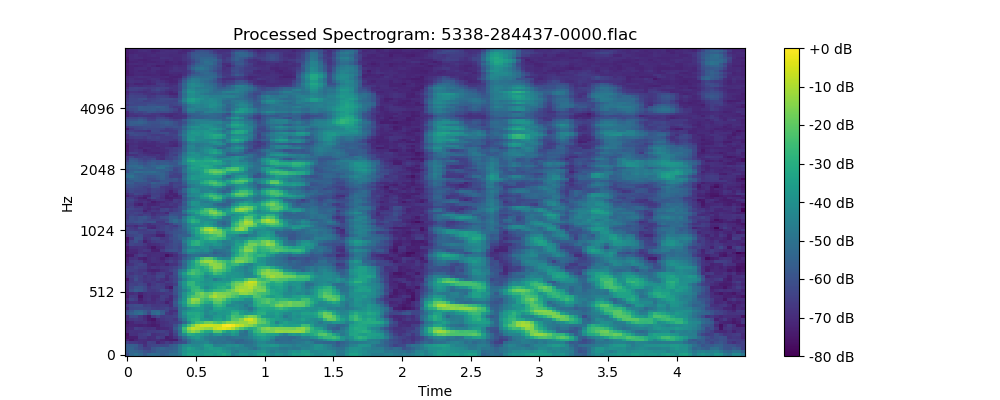 Processed Spectrogram: 5338-284437-0000.flac
Hz
4096
2048
1024
512
0
0 0.5 1 1.5 2 2.5 3 3.5 4
Time
+0 dB
-10 dB
-20 dB
-30 dB
-40 dB
-50 dB
-60 dB
-70 dB
-80 dB